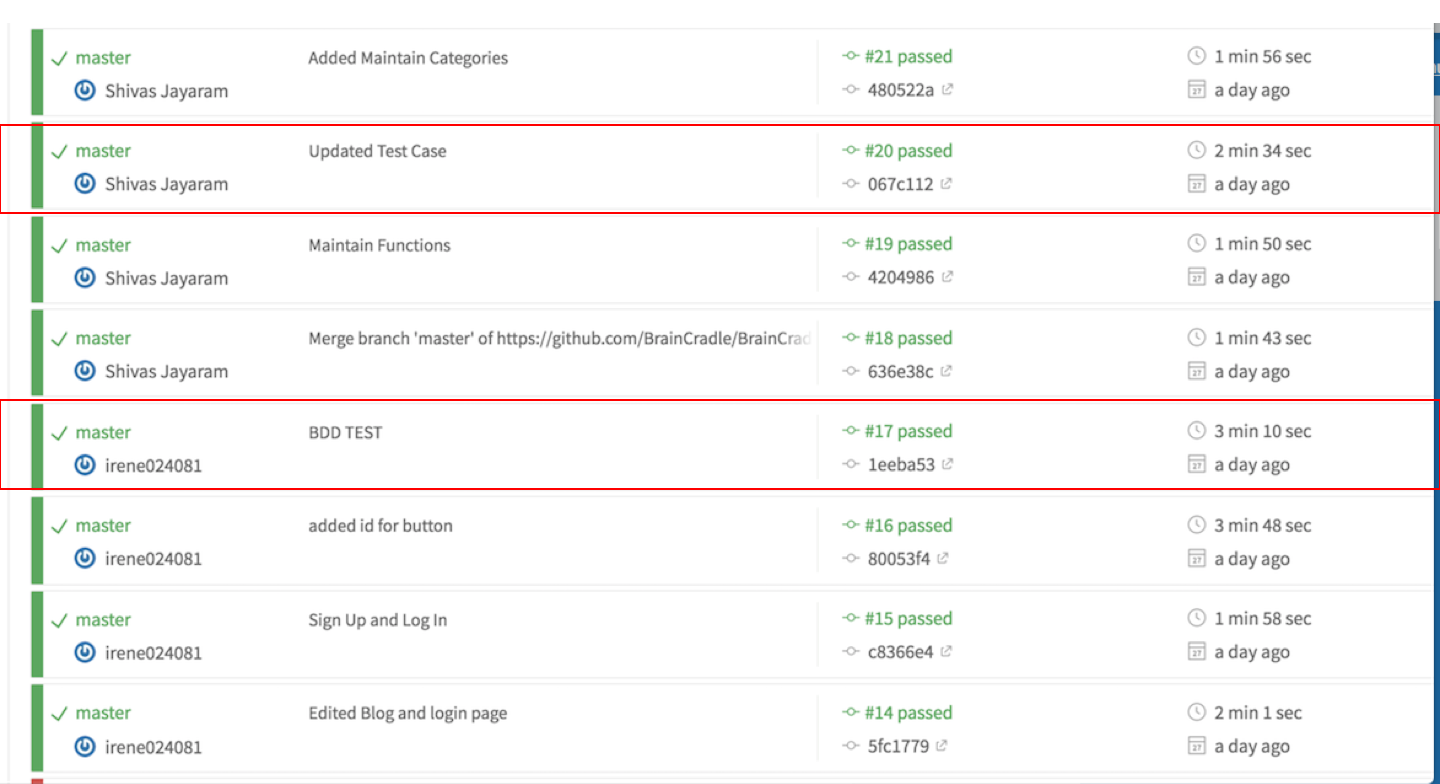 master Added Maintain Categories #21 passed 1 min 56 sec
Shivas Jayaram 480522a a day ago
master Updated Test Case #20 passed 2 min 34 sec
Shivas Jayaram 067c112 a day ago
master Maintain Functions #19 passed 1 min 50 sec
Shivas Jayaram 4204986 a day ago
master Merge branch 'master' of https://github.com/BrainCradle/BrainCrad #18 passed 1 min 43 sec
Shivas Jayaram 636e38c a day ago
master BDD TEST #17 passed 3 min 10 sec
irene024081 1eeba53 a day ago
master added id for button #16 passed 3 min 48 sec
irene024081 80053f4 a day ago
master Sign Up and Log In #15 passed 1 min 58 sec
irene024081 c8366e4 a day ago
master Edited Blog and login page #14 passed 2 min 1 sec
irene024081 5fc1779 a day ago